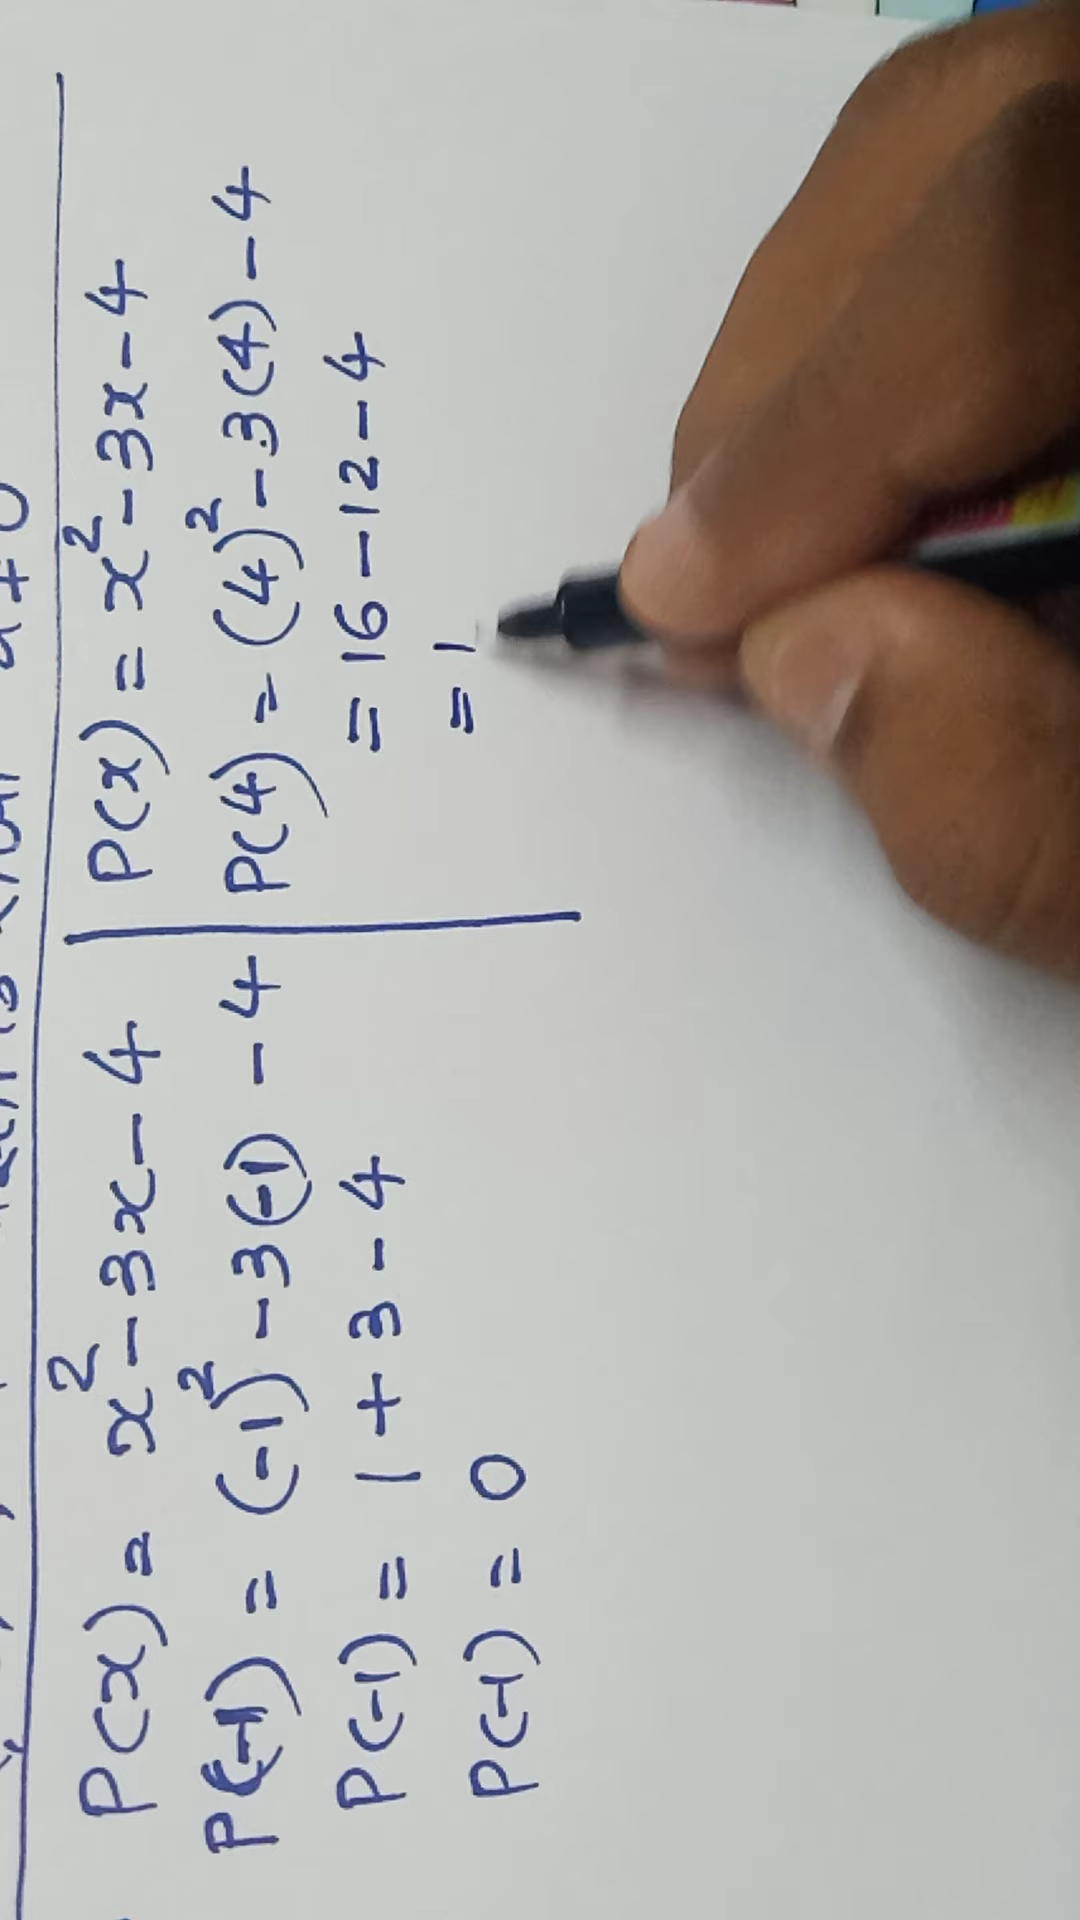 P(x) = x² - 3x - 4
P(-1) = (-1)² - 3(-1) - 4
P(-1) = 1 + 3 - 4
P(-1) = 0
P(x) = x² - 3x - 4
P(4) = (4)² - 3(4) - 4
= 16 - 12 - 4
= 1